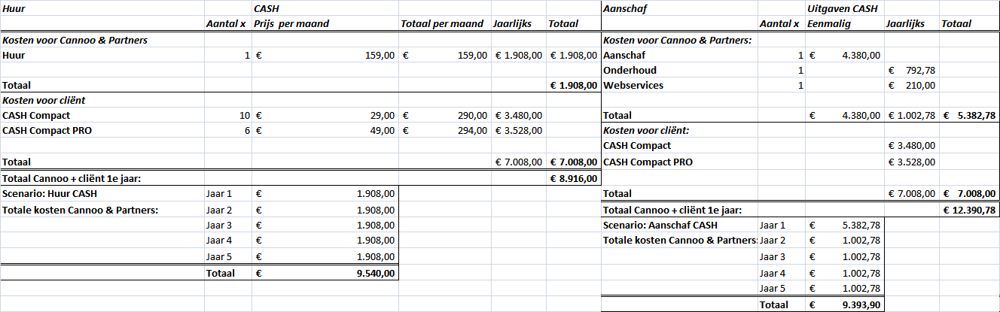 Huur CASH Aanschaf Uitgaven CASH
Aantal x Prijs per maand Totaal per maand Jaarlijks Totaal Aantal x Eenmalig Jaarlijks Totaal
Kosten voor Cannoo & Partners Kosten voor Cannoo & Partners:
Huur 1 € 159,00 € 159,00 € 1.908,00 € 1.908,00 Aanschaf 1 € 4.380,00
Onderhoud 1 € 792,78
Totaal € 1.908,00 Webservices 1 € 210,00
Kosten voor cliënt
CASH Compact 10 € 29,00 € 290,00 € 3.480,00 Totaal € 4.380,00 € 1.002,78 € 5.382,78
CASH Compact PRO 6 € 49,00 € 294,00 € 3.528,00 Kosten voor cliënt:
CASH Compact € 3.480,00
Totaal € 7.008,00 € 7.008,00 CASH Compact PRO € 3.528,00
Totaal Cannoo + cliënt 1e jaar: € 8.916,00
Scenario: Huur CASH Jaar 1 € 1.908,00 Totaal € 7.008,00 € 7.008,00
Totale kosten Cannoo & Partners: Jaar 2 € 1.908,00 Totaal Cannoo + cliënt 1e jaar: € 12.390,78
Jaar 3 € 1.908,00 Scenario: Aanschaf CASH Jaar 1 € 5.382,78
Jaar 4 € 1.908,00 Totale kosten Cannoo & Partners: Jaar 2 € 1.002,78
Jaar 5 € 1.908,00 Jaar 3 € 1.002,78
Totaal € 9.540,00 Jaar 4 € 1.002,78
Jaar 5 € 1.002,78
Totaal € 9.393,90